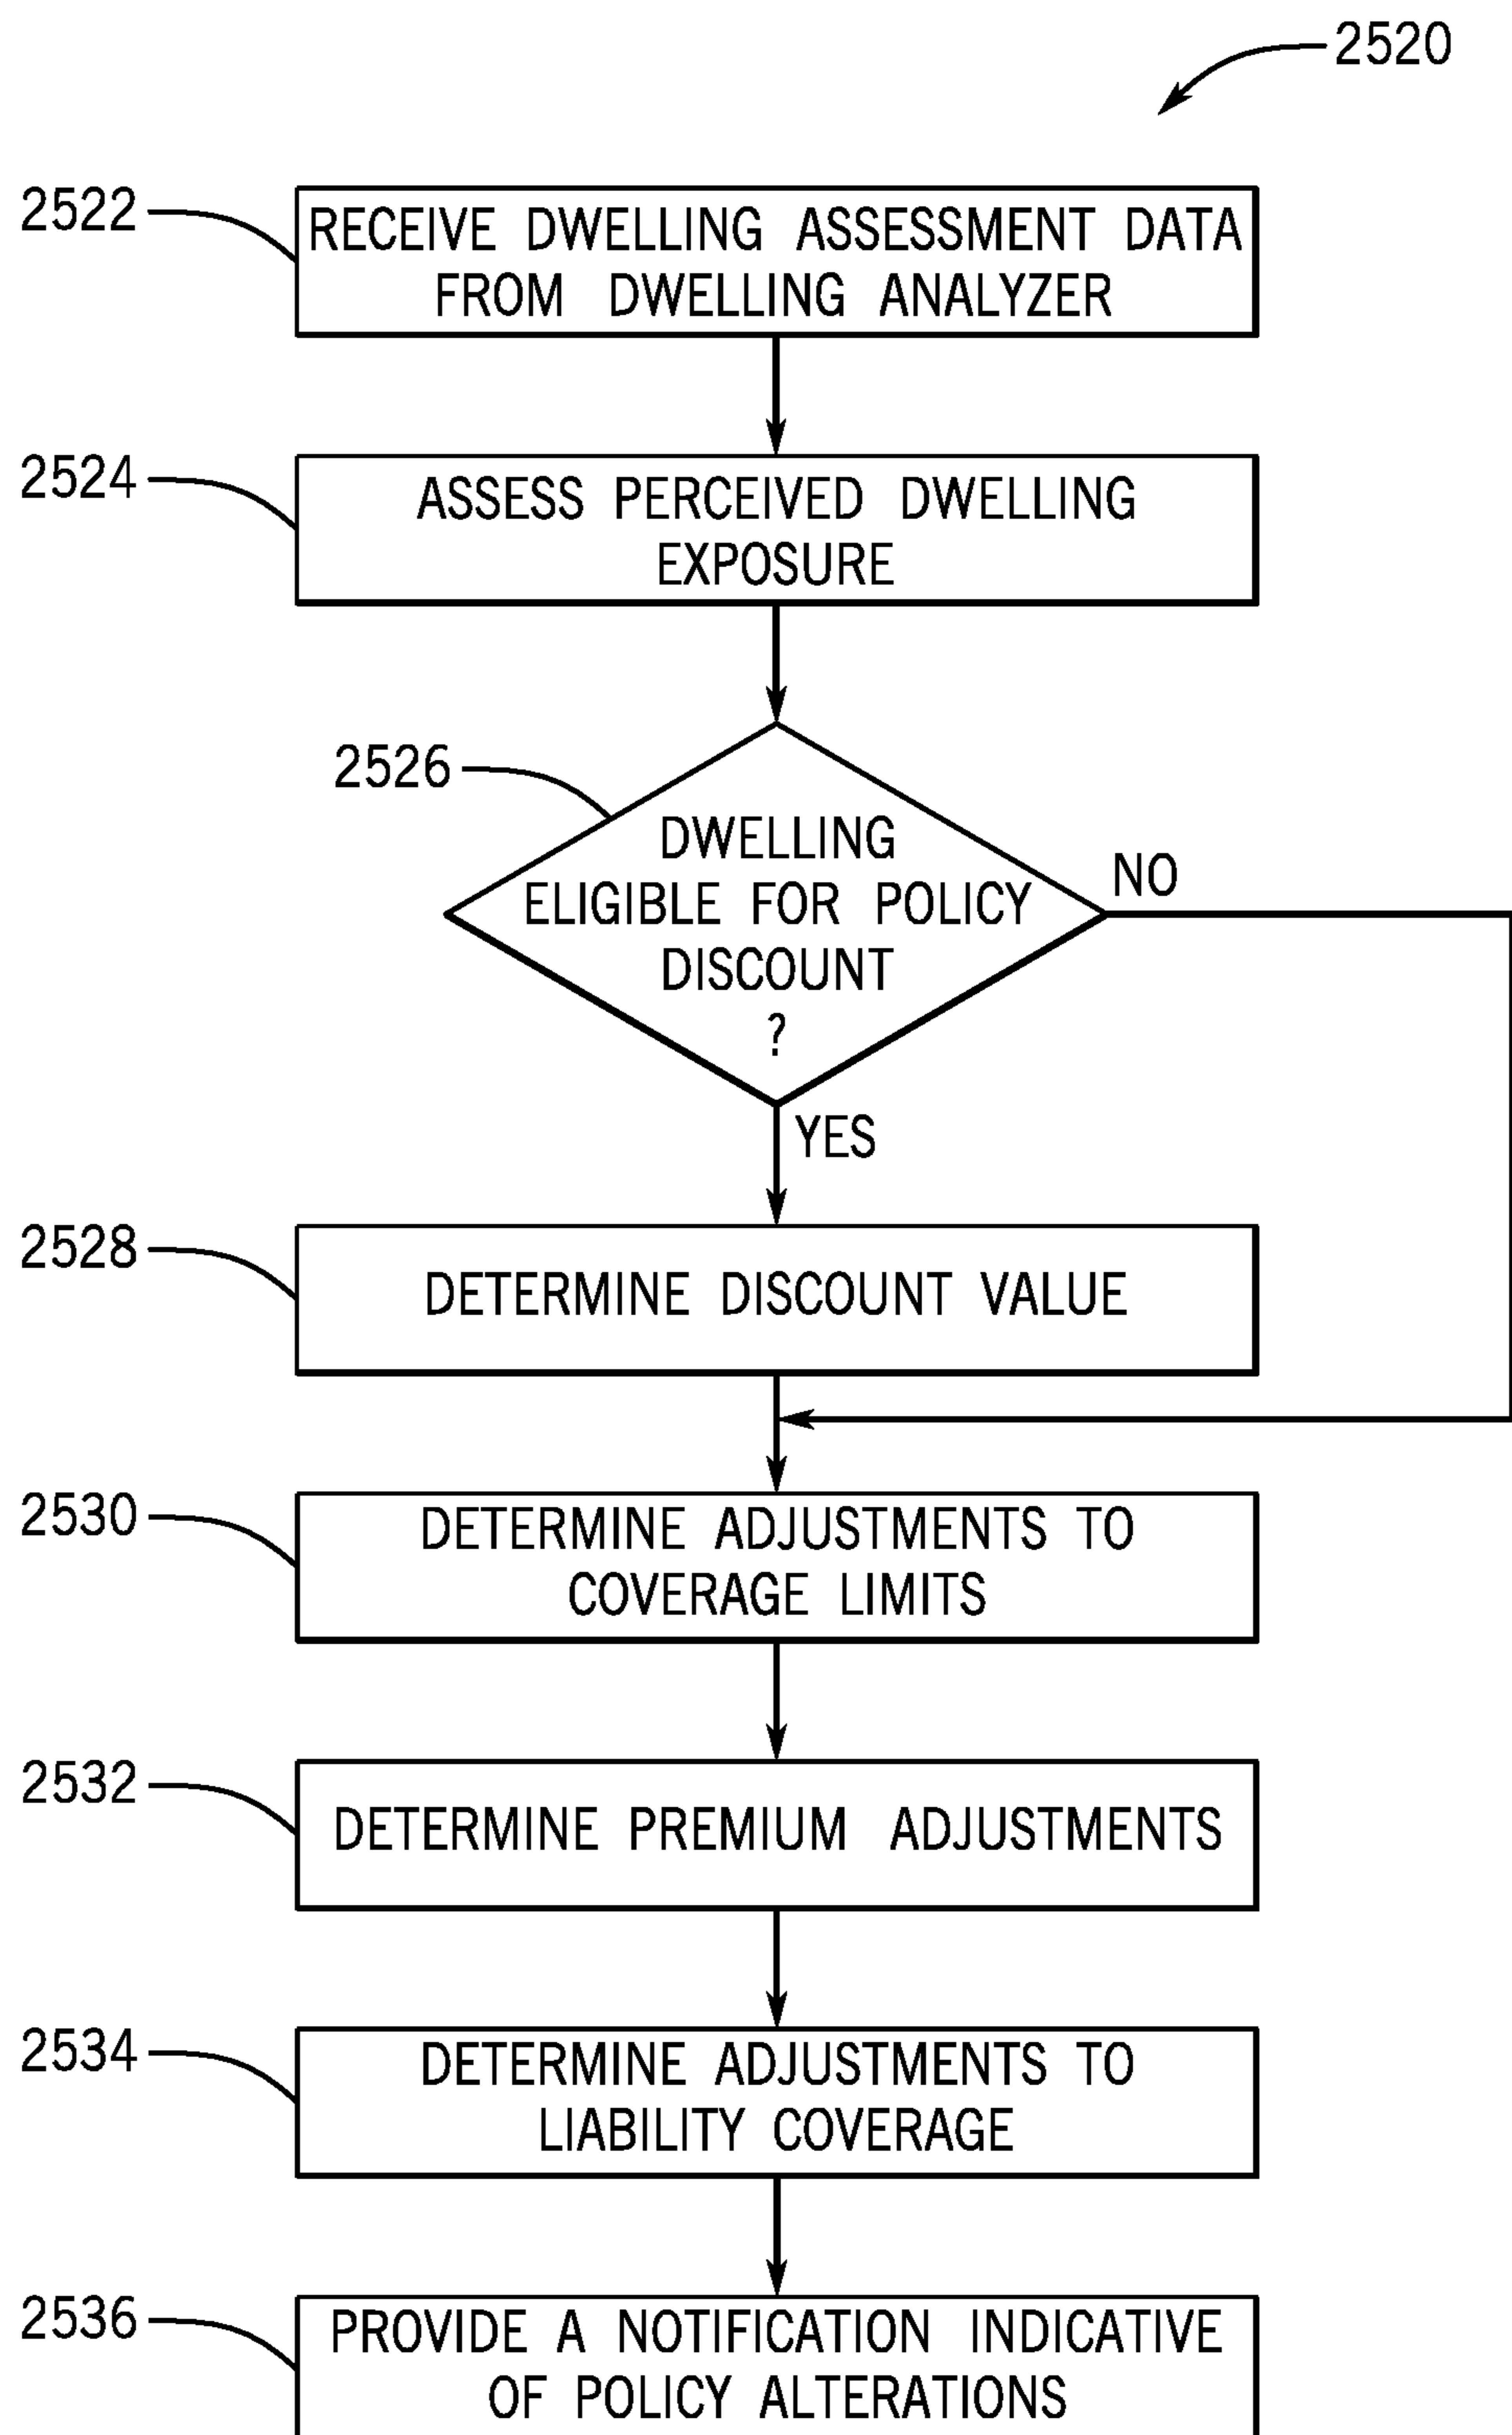 2520
2522
RECEIVE DWELLING ASSESSMENT DATA
FROM DWELLING ANALYZER
2524
ASSESS PERCEIVED DWELLING
EXPOSURE
2526
DWELLING
ELIGIBLE FOR POLICY
DISCOUNT
?
NO
YES
2528
DETERMINE DISCOUNT VALUE
2530
DETERMINE ADJUSTMENTS TO
COVERAGE LIMITS
2532
DETERMINE PREMIUM ADJUSTMENTS
2534
DETERMINE ADJUSTMENTS TO
LIABILITY COVERAGE
2536
PROVIDE A NOTIFICATION INDICATIVE
OF POLICY ALTERATIONS